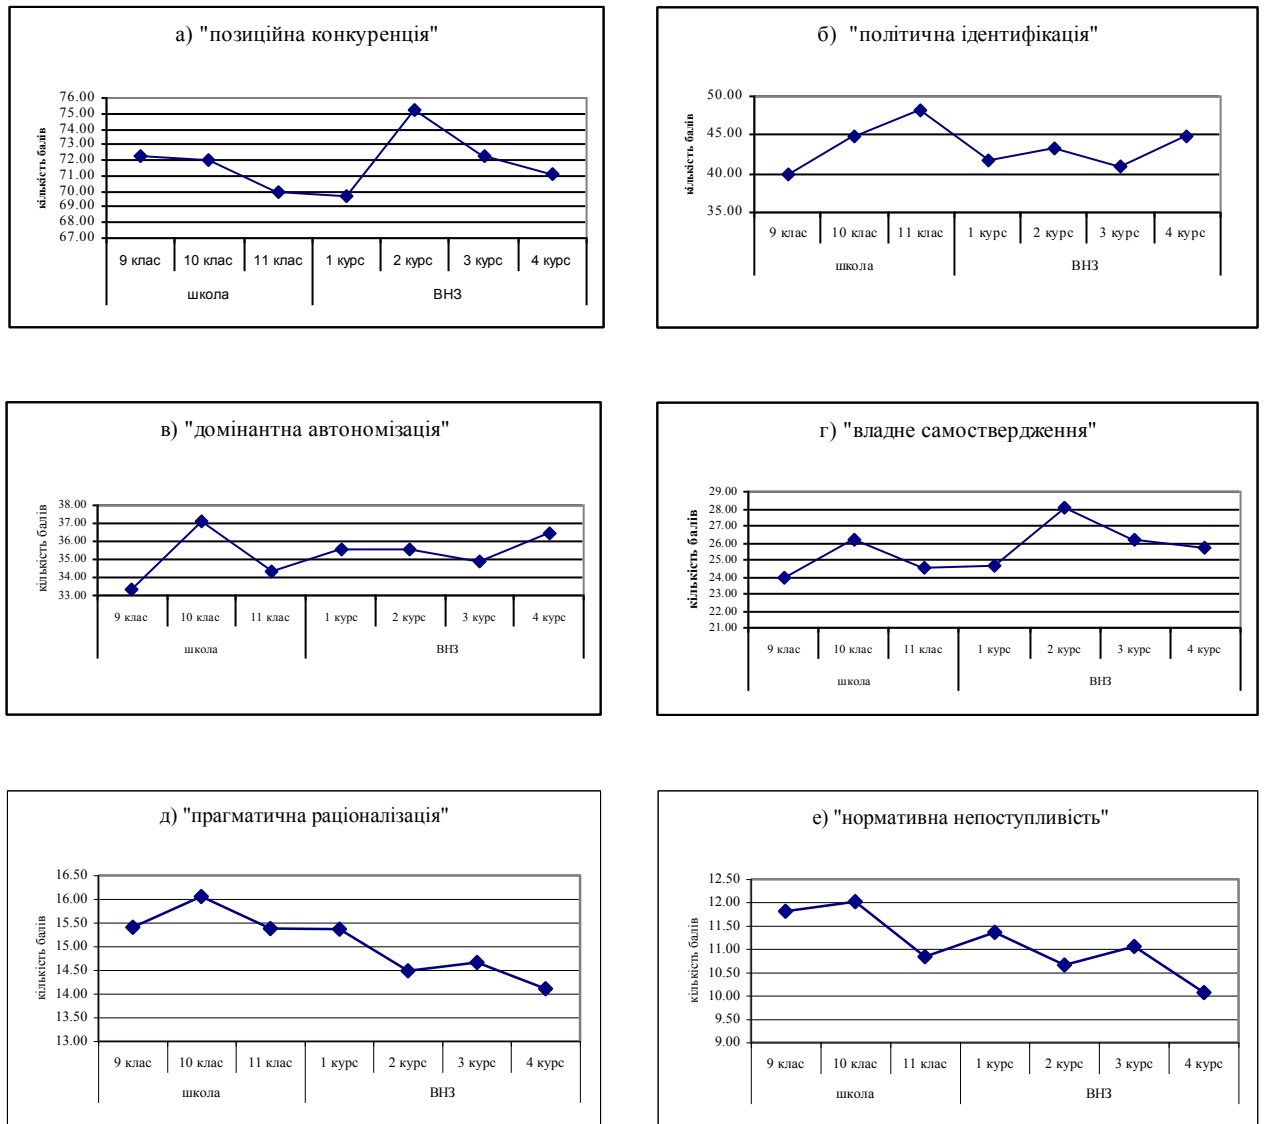 а) "позиційна конкуренція"
кількість балів
76.00
75.00
74.00
73.00
72.00
71.00
70.00
69.00
68.00
67.00
9 клас 10 клас 11 клас 1 курс 2 курс 3 курс 4 курс
школа ВНЗ
б) "політична ідентифікація"
кількість балів
50.00
45.00
40.00
35.00
9 клас 10 клас 11 клас 1 курс 2 курс 3 курс 4 курс
школа ВНЗ
в) "домінантна автономізація"
кількість балів
38.00
37.00
36.00
35.00
34.00
33.00
9 клас 10 клас 11 клас 1 курс 2 курс 3 курс 4 курс
школа ВНЗ
г) "владне самоствердження"
кількість балів
29.00
28.00
27.00
26.00
25.00
24.00
23.00
22.00
21.00
9 клас 10 клас 11 клас 1 курс 2 курс 3 курс 4 курс
школа ВНЗ
д) "прагматична раціоналізація"
кількість балів
16.50
16.00
15.50
15.00
14.50
14.00
13.50
13.00
9 клас 10 клас 11 клас 1 курс 2 курс 3 курс 4 курс
школа ВНЗ
е) "нормативна непоступливість"
кількість балів
12.50
12.00
11.50
11.00
10.50
10.00
9.50
9.00
9 клас 10 клас 11 клас 1 курс 2 курс 3 курс 4 курс
школа ВНЗ